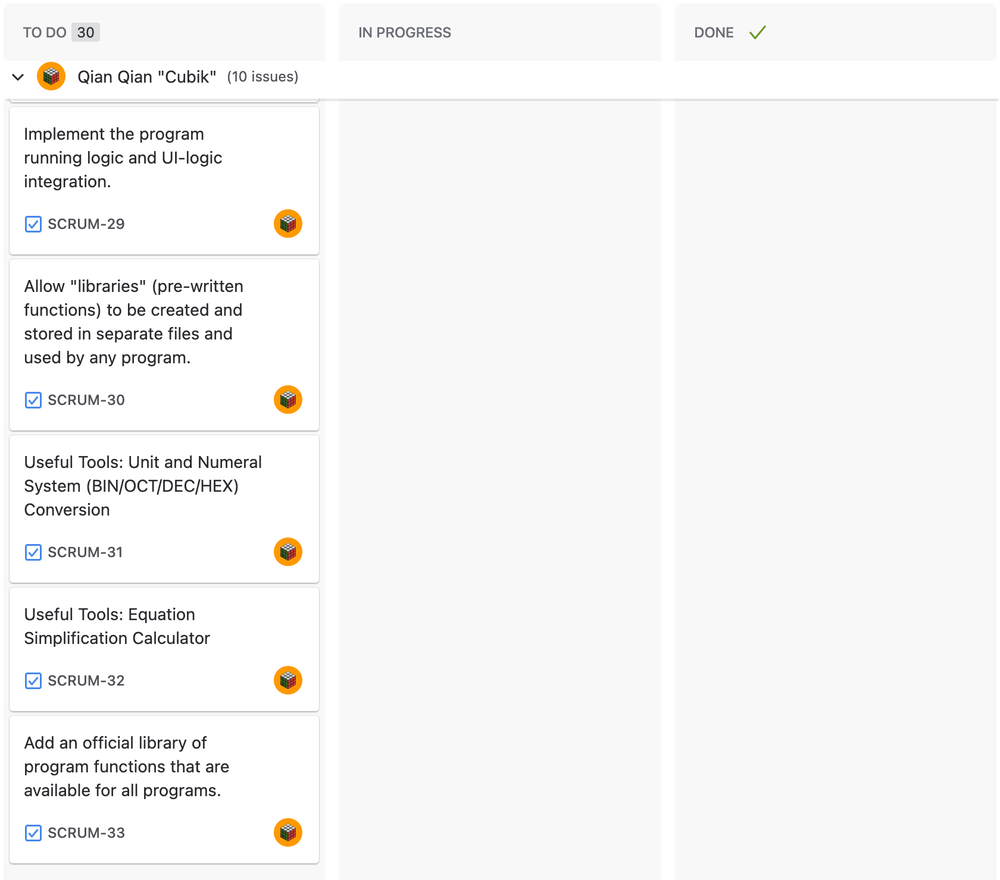 TO DO 30
IN PROGRESS
DONE
Qian Qian "Cubik" (10 issues)
Implement the program
running logic and UI-logic
integration.
SCRUM-29
Allow "libraries" (pre-written
functions) to be created and
stored in separate files and
used by any program.
SCRUM-30
Useful Tools: Unit and Numeral
System (BIN/OCT/DEC/HEX)
Conversion
SCRUM-31
Useful Tools: Equation
Simplification Calculator
SCRUM-32
Add an official library of
program functions that are
available for all programs.
SCRUM-33